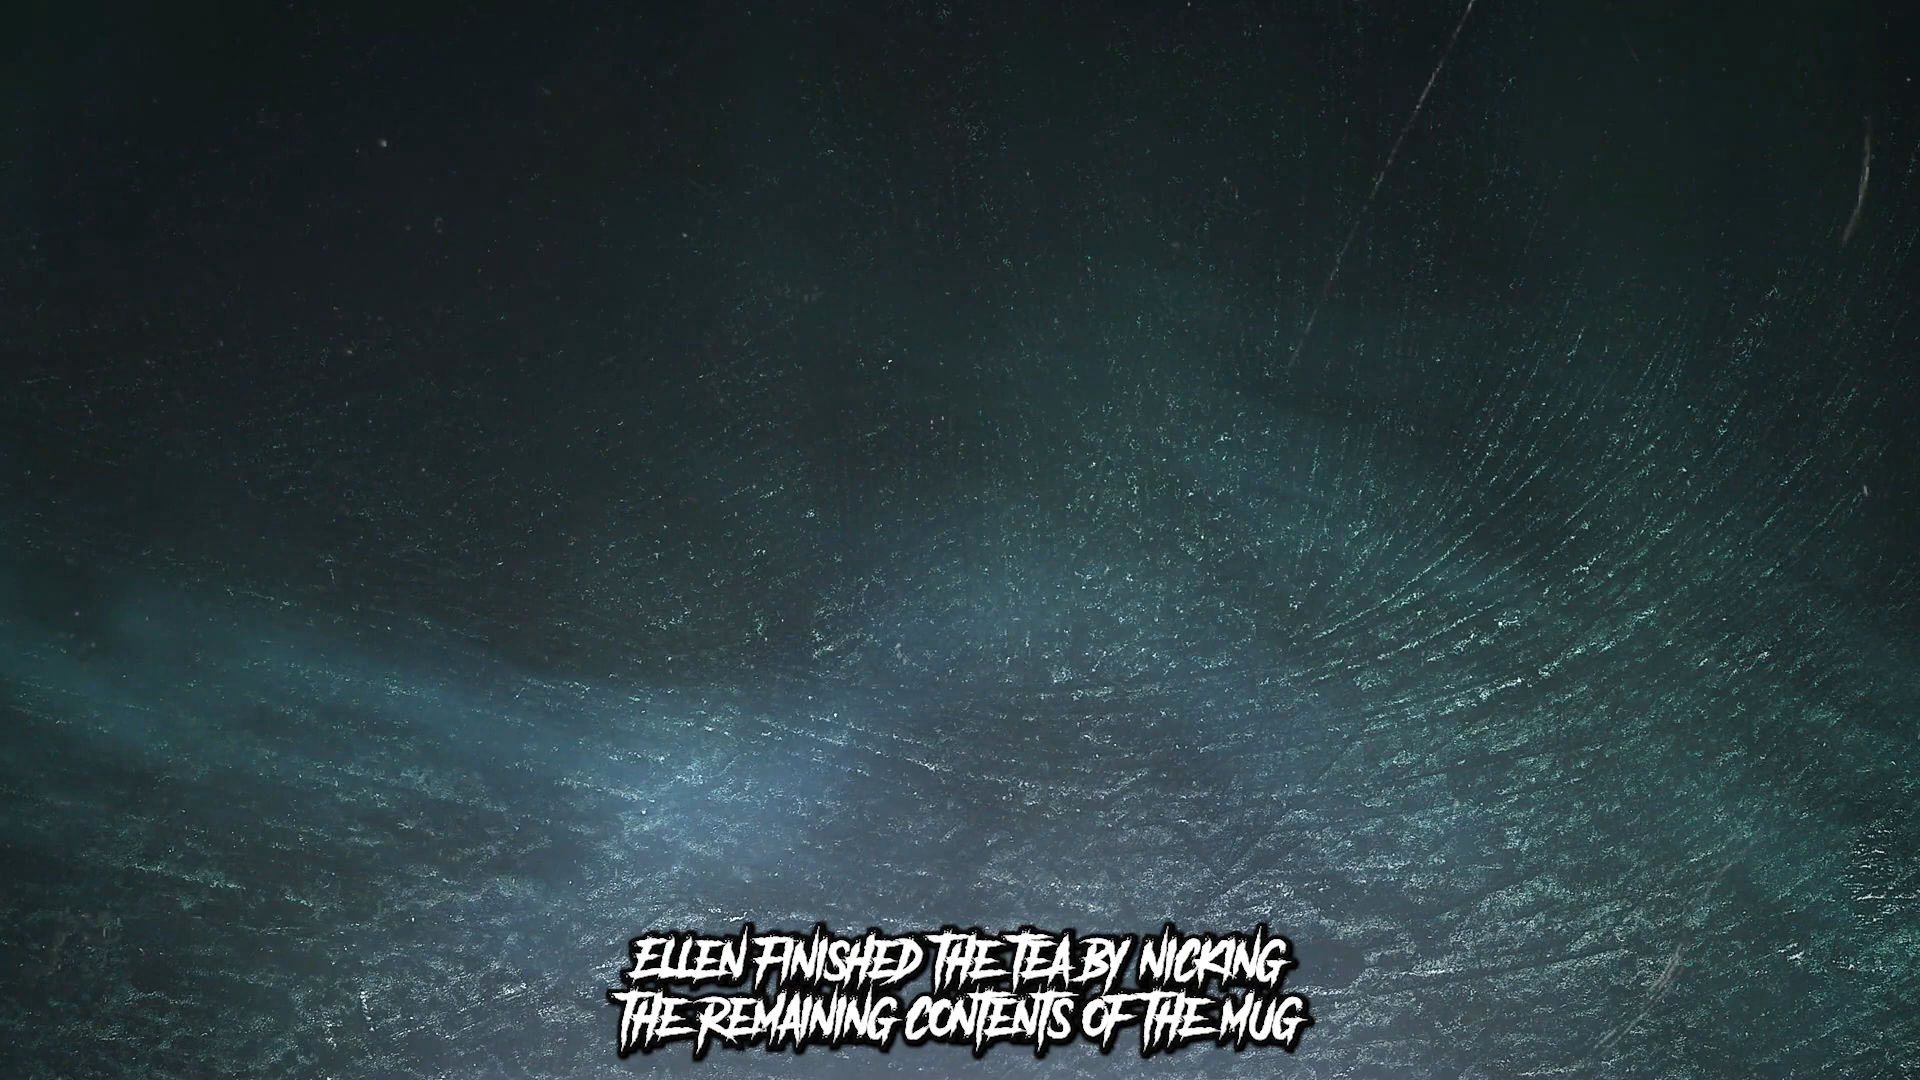 ELLEN FINISHED THE TEA BY NICKING
THE REMAINING CONTENTS OF THE MUG